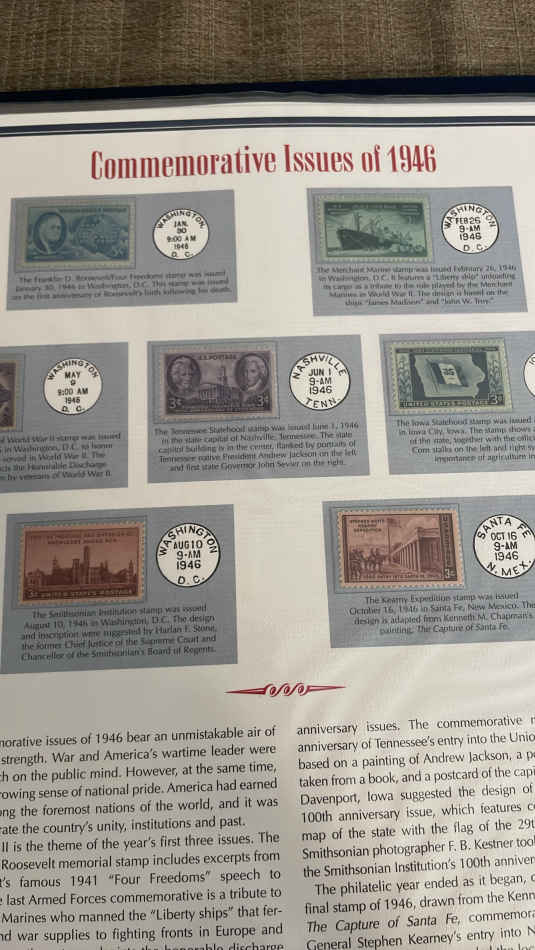 Commemorative Issues of 1946
WASHINGTON
JAN.
30
9:00 AM
1946
D. C.
The Franklin D. Roosevelt/Four Freedoms stamp was issued
January 30, 1946 in Washington, D.C. This stamp was issued
on the first anniversary of Roosevelt's birth following his death.
WASHINGTON
FEB 26
9-AM
1946
D. C.
The Merchant Marine stamp was issued February 26, 1946
in Washington, D.C. It features a "Liberty ship" unloading
its cargo as a tribute to the role played by the Merchant
Marines in World War II. The design is based on the
ships "James Madison" and "John W. Troy."
WASHINGTON
MAY
9
9:00 AM
1946
D. C.
World War II stamp was issued
in Washington, D.C. to honor
served in World War II. The
the Honorable Discharge
by veterans of World War II.
U.S. POSTAGE
3¢
3¢
NASHVILLE
JUN 1
9-AM
1946
TENN.
The Tennessee Statehood stamp was issued June 1, 1946
in the state capital of Nashville, Tennessee. The state
capitol building is in the center, flanked by portraits of
Tennessee native President Andrew Jackson on the left
and first state Governor John Sevier on the right.
UNITED STATES POSTAGE 3¢
The Iowa Statehood stamp was issued
in Iowa City, Iowa. The stamp shows
of the state, together with the
Corn stalks on the left and right
importance of agriculture in
3¢ UNITED STATES POSTAGE
WASHINGTON
AUG 10
9-AM
1946
D. C.
The Smithsonian Institution stamp was issued
August 10, 1946 in Washington, D.C. The design
and inscription were suggested by Harlan F. Stone,
the former Chief Justice of the Supreme Court and
Chancellor of the Smithsonian's Board of Regents.
STEPHEN WATTS
KEARNY
EXPEDITION
3¢
SANTA FE
OCT 16
9-AM
1946
N. MEX.
The Kearny Expedition stamp was issued
October 16, 1946 in Santa Fe, New Mexico. The
design is adapted from Kenneth M. Chapman's
painting, The Capture of Santa Fe.
issues of 1946 bear an unmistakable air of
strength. War and America's wartime leader were
on the public mind. However, at the same time,
sense of national pride. America had earned
the foremost nations of the world, and it was
the country's unity, institutions and past.
II is the theme of the year's first three issues. The
Roosevelt memorial stamp includes excerpts from
famous 1941 "Four Freedoms" speech to
last Armed Forces commemorative is a tribute to
Marines who manned the "Liberty ships" that fer-
war supplies to fighting fronts in Europe and
the honorable discharge
anniversary issues. The commemorative
anniversary of Tennessee's entry into the
based on a painting of Andrew Jackson, a
taken from a book, and a postcard of the
Davenport, Iowa suggested the design of
100th anniversary issue, which features
map of the state with the flag of the 29th
Smithsonian photographer F. B. Kestner
the Smithsonian Institution's 100th
The philatelic year ended as it began,
final stamp of 1946, drawn from the
The Capture of Santa Fe,
General Stephen Kearney's entry into